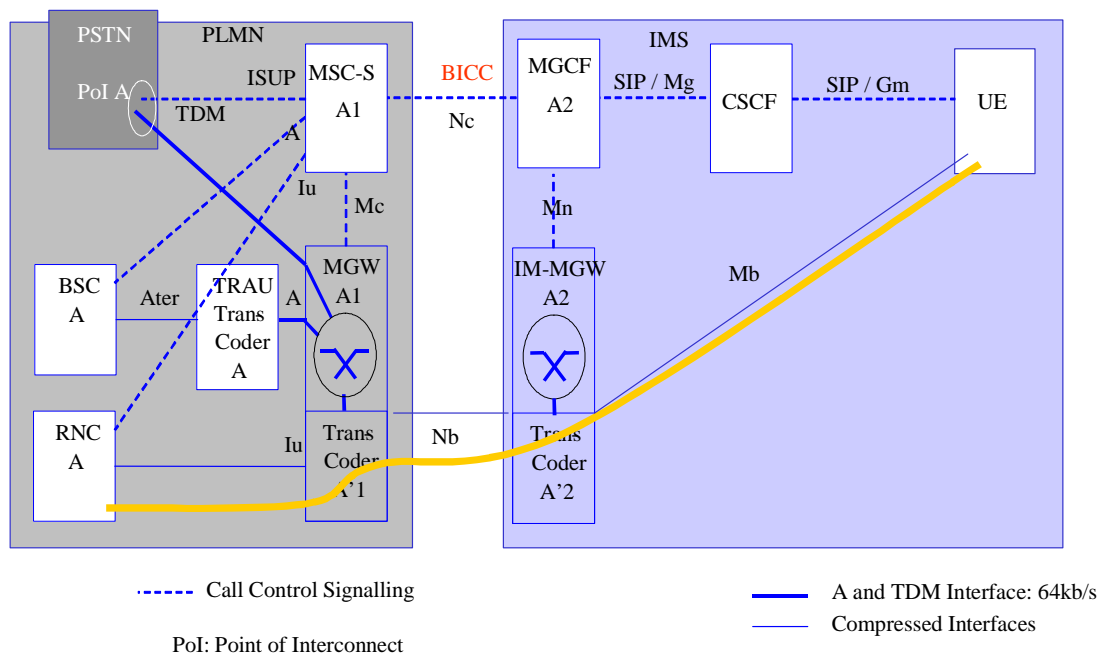 PSTN
PLMN
IMS
PoI A
ISUP
TDM
MSC-S
A1
BICC
Nc
MGCF
A2
SIP / Mg
CSCF
SIP / Gm
UE
A
Iu
Mc
Mn
BSC
A
Ater
TRAU
Trans
Coder
A
A
MGW
A1
IM-MGW
A2
Mb
RNC
A
Iu
Trans
Coder
A'1
Nb
Trans
Coder
A'2
Call Control Signalling
A and TDM Interface: 64kb/s
Compressed Interfaces
PoI: Point of Interconnect